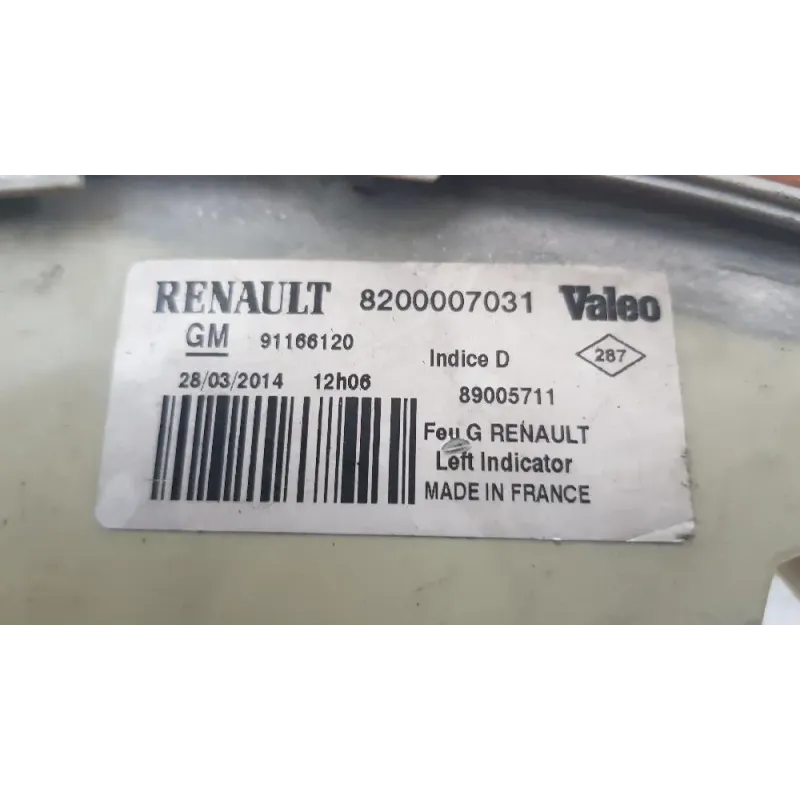 RENAULT 8200007031 Valeo
GM 91166120
Indice D 287
28/03/2014 12h06
89005711
Feu G RENAULT
Left Indicator
MADE IN FRANCE